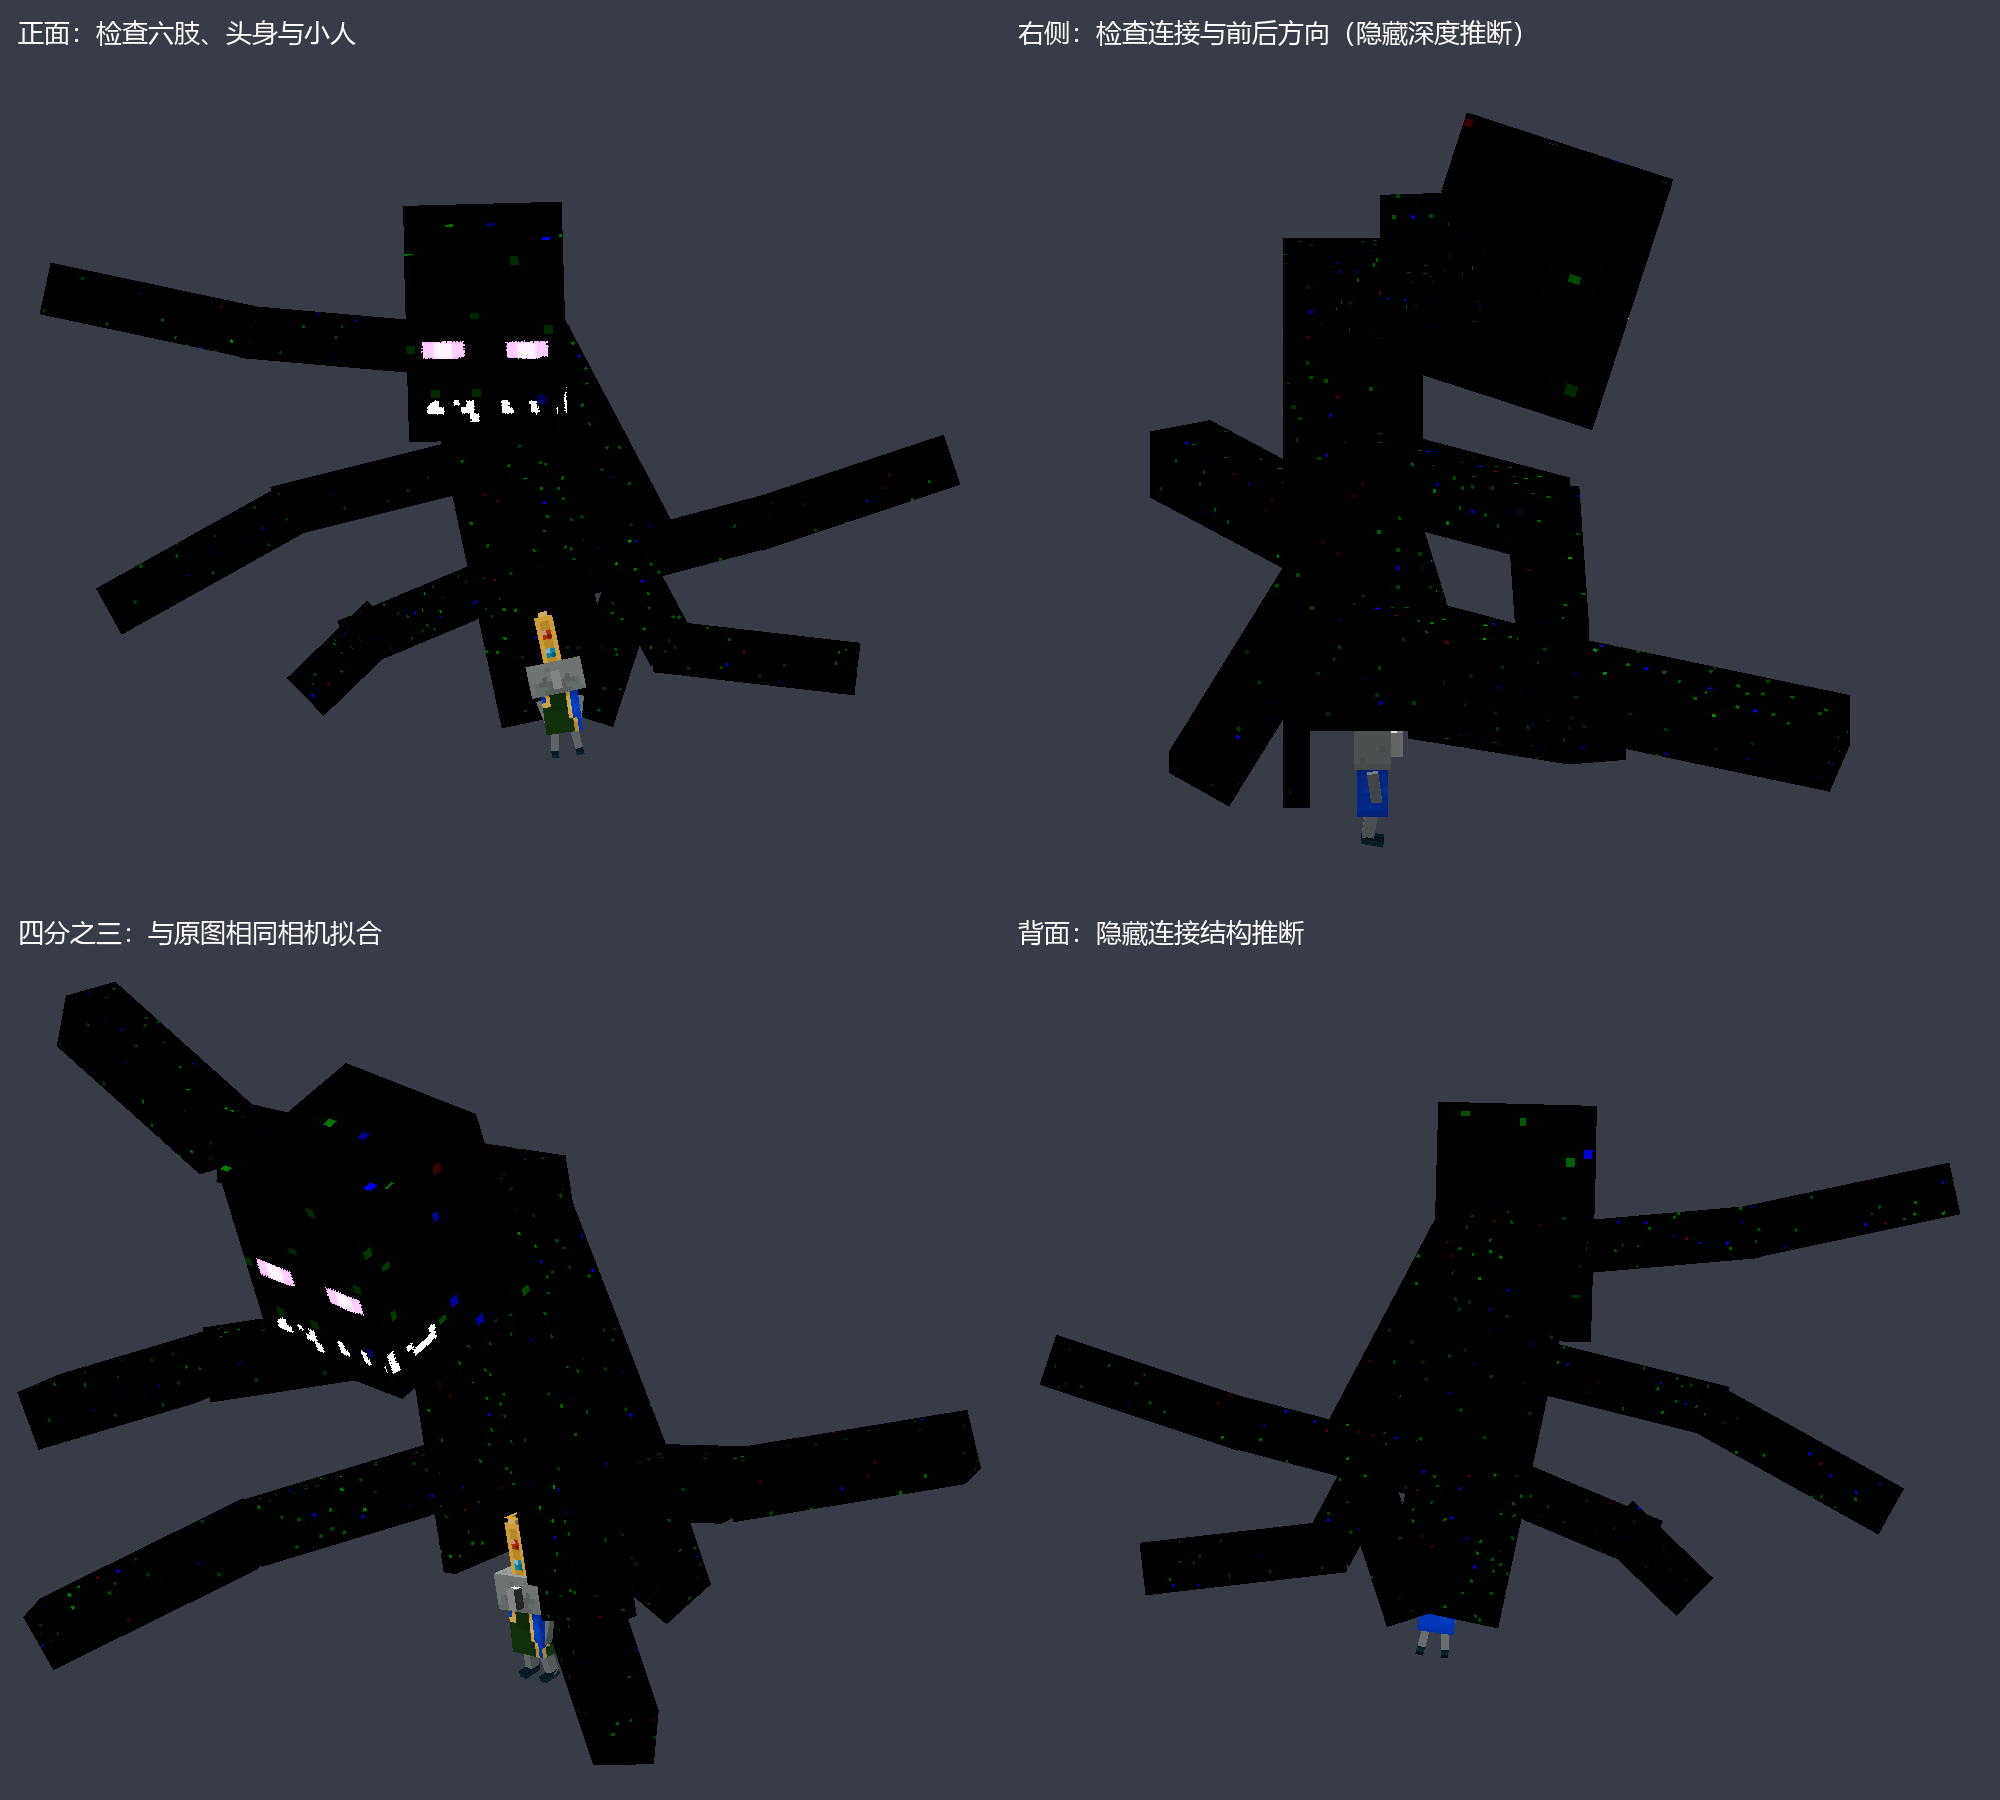 正面：检查六肢、头身与小人
右侧：检查连接与前后方向（隐藏深度推断）
四分之三：与原图相同相机拟合
背面：隐藏连接结构推断